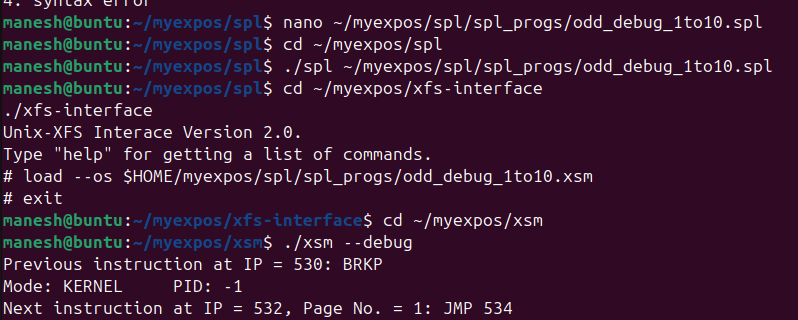 4. syntax error
manesh@buntu:~/myexpos/spl$ nano ~/myexpos/spl/spl_progs/odd_debug_1to10.spl
manesh@buntu:~/myexpos/spl$ cd ~/myexpos/spl
manesh@buntu:~/myexpos/spl$ ./spl ~/myexpos/spl/spl_progs/odd_debug_1to10.spl
manesh@buntu:~/myexpos/spl$ cd ~/myexpos/xfs-interface
./xfs-interface
Unix-XFS Interace Version 2.0.
Type "help" for getting a list of commands.
# load --os $HOME/myexpos/spl/spl_progs/odd_debug_1to10.xsm
# exit
manesh@buntu:~/myexpos/xfs-interface$ cd ~/myexpos/xsm
manesh@buntu:~/myexpos/xsm$ ./xsm --debug
Previous instruction at IP = 530: BRKP
Mode: KERNEL PID: -1
Next instruction at IP = 532, Page No. = 1: JMP 534